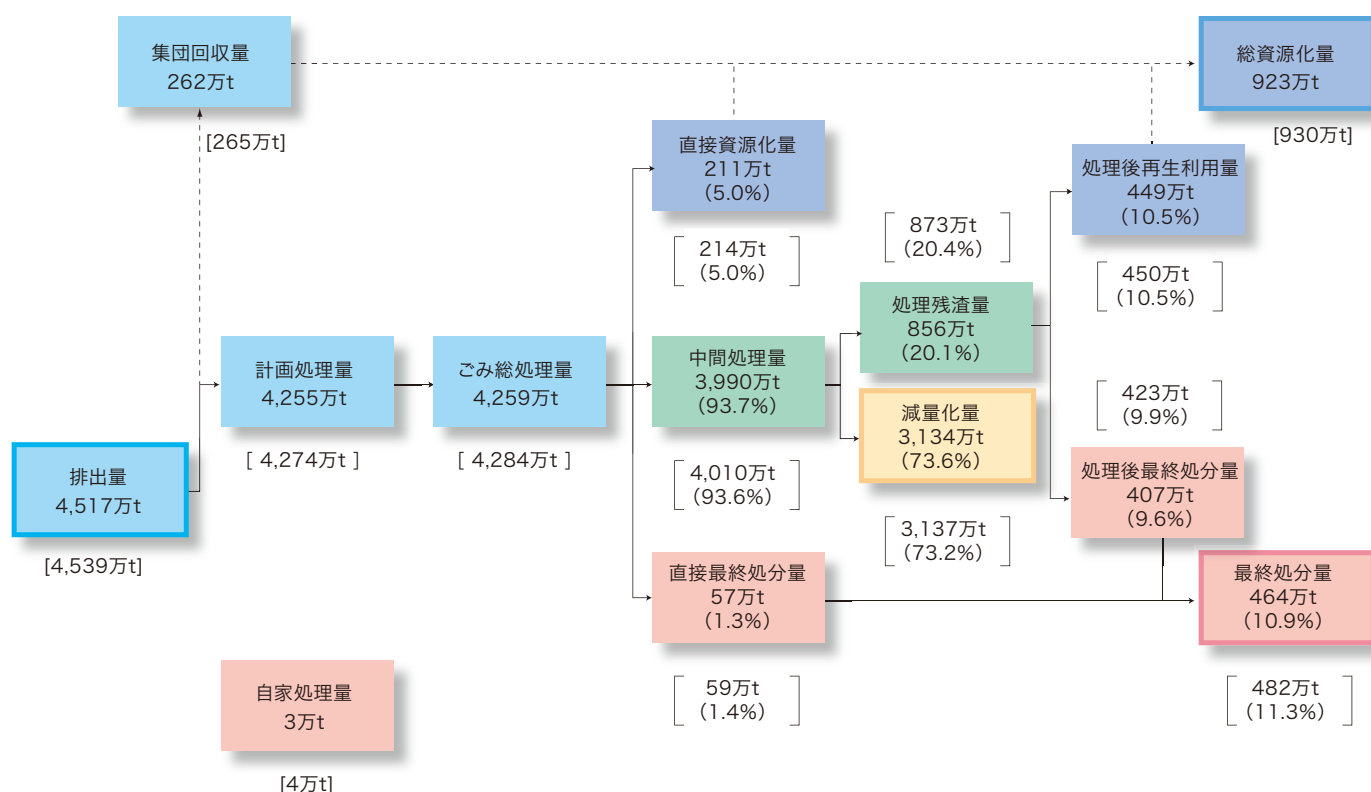 集団回収量
262万t
[265万t]
総資源化量
923万t
[930万t]
直接資源化量
211万t
(5.0%)
214万t
(5.0%)
処理後再生利用量
449万t
(10.5%)
450万t
(10.5%)
873万t
(20.4%)
処理残渣量
856万t
(20.1%)
計画処理量
4,255万t
[ 4,274万t ]
ごみ総処理量
4,259万t
[ 4,284万t ]
中間処理量
3,990万t
(93.7%)
4,010万t
(93.6%)
減量化量
3,134万t
(73.6%)
3,137万t
(73.2%)
423万t
(9.9%)
処理後最終処分量
407万t
(9.6%)
排出量
4,517万t
[4,539万t]
直接最終処分量
57万t
(1.3%)
59万t
(1.4%)
最終処分量
464万t
(10.9%)
482万t
(11.3%)
自家処理量
3万t
[4万t]